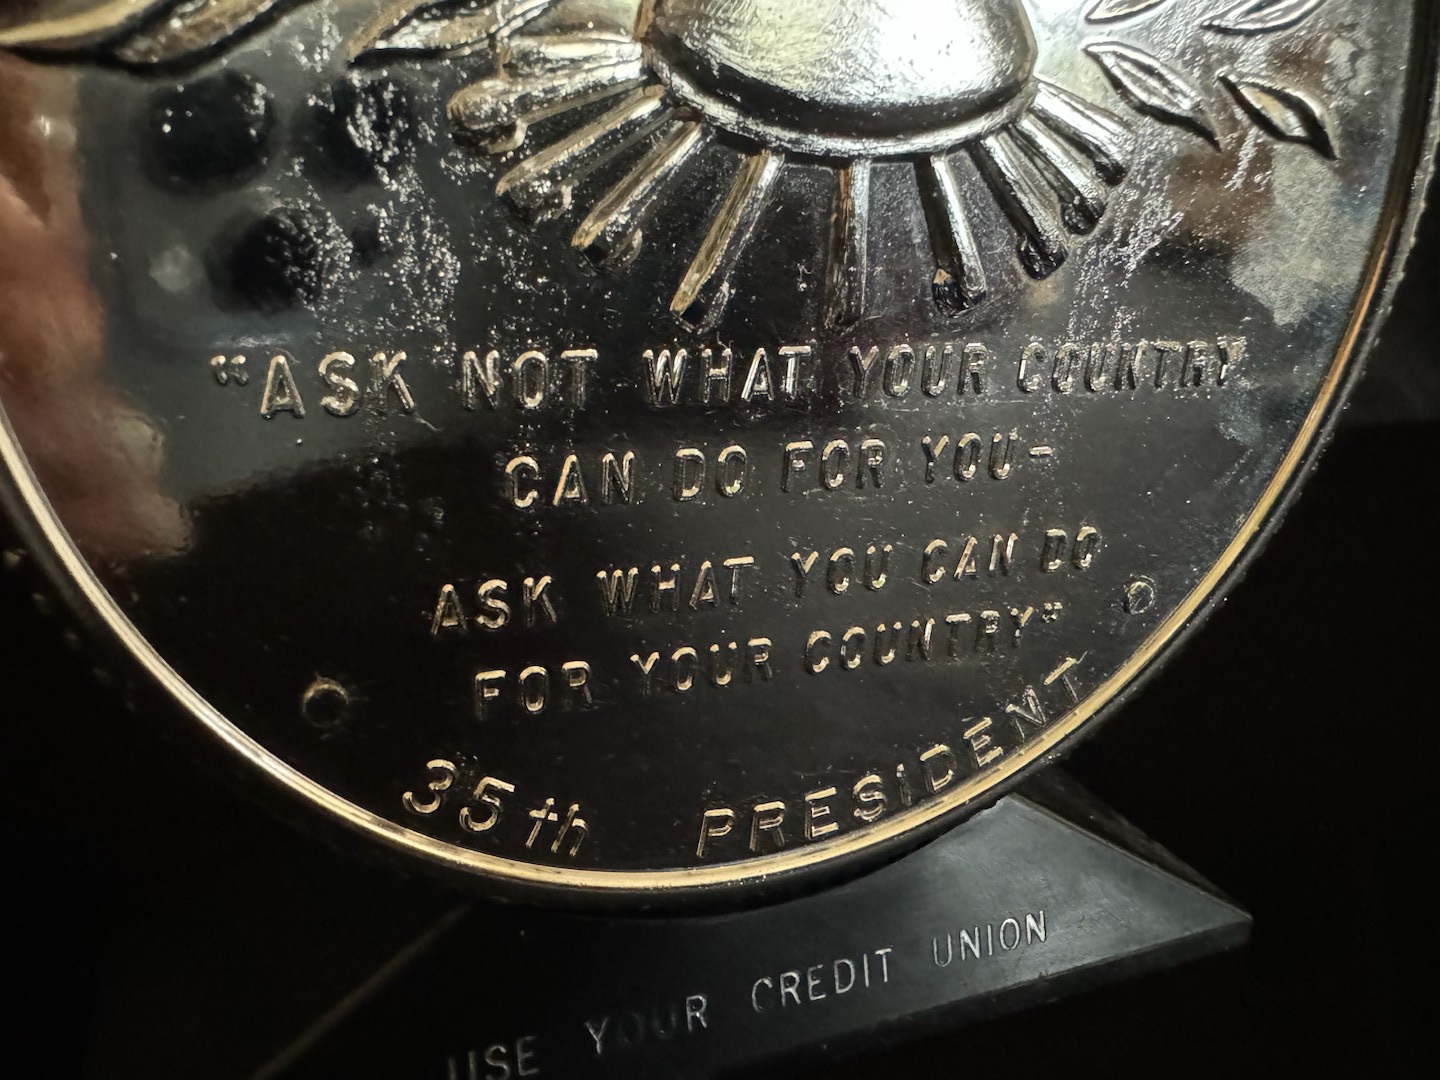 "ASK NOT WHAT YOUR COUNTRY
CAN DO FOR YOU-
ASK WHAT YOU CAN DO
FOR YOUR COUNTRY"
35th PRESIDENT
USE YOUR CREDIT UNION